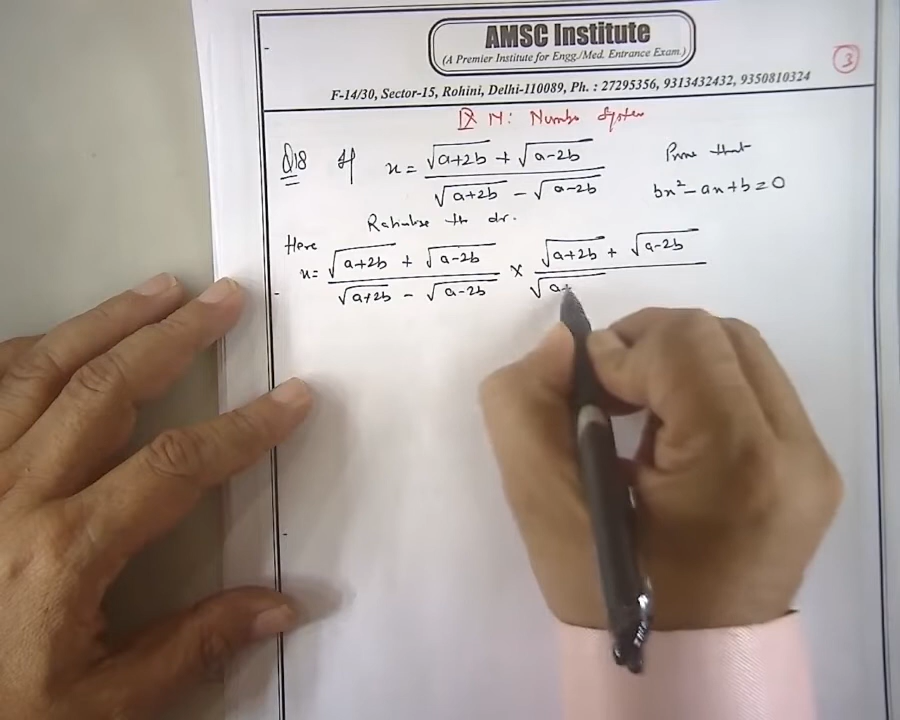 AMSC Institute
(A Premier Institute for Engg./Med. Entrance Exam.)
3
F-14/30, Sector-15, Rohini, Delhi-110089, Ph. : 27295356, 9313432432, 9350810324
IX M: Number System
Q18 If x = (√(a+2b) + √(a-2b)) / (√(a+2b) - √(a-2b)) Prove that
bx² - ax + b = 0
the dr.
Here
x = (√(a+2b) + √(a-2b)) / (√(a+2b) - √(a-2b)) × (√(a+2b) + √(a-2b)) / (√(a+